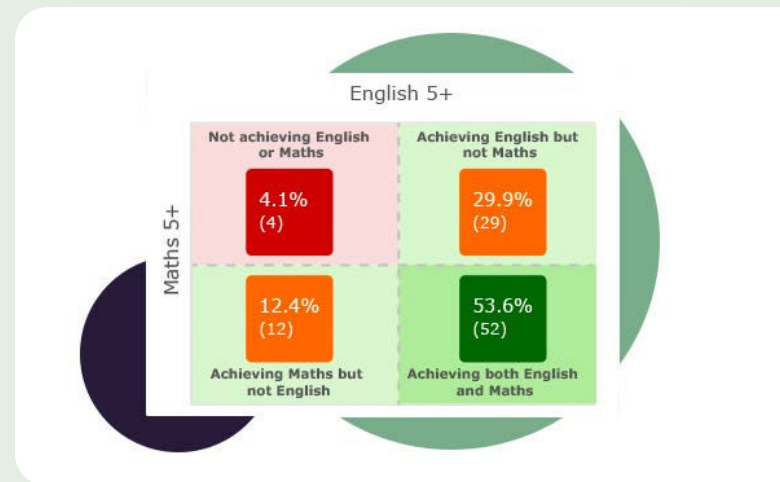 English 5+
Maths 5+
Not achieving English
or Maths
4.1%
(4)
Achieving English but
not Maths
29.9%
(29)
12.4%
(12)
Achieving Maths but
not English
53.6%
(52)
Achieving both English
and Maths